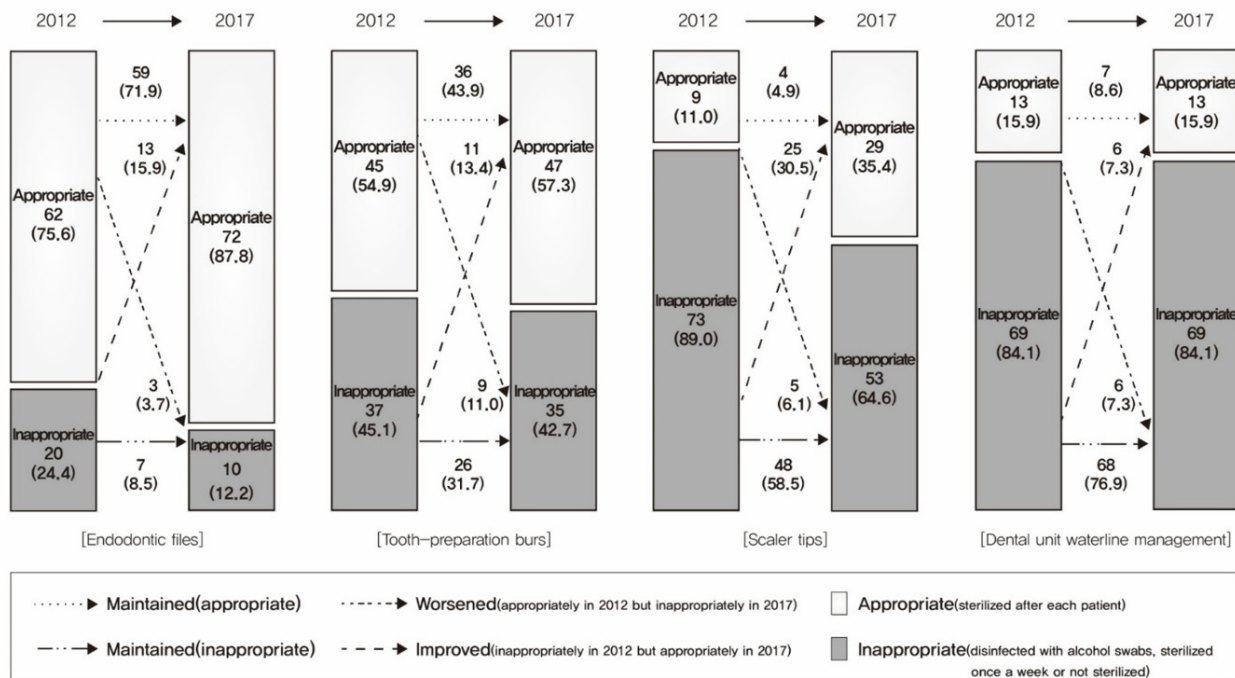 2012 2017
59
(71.9)
13
(15.9)
Appropriate
62
(75.6)
Appropriate
72
(87.8)
3
(3.7)
Inappropriate
20
(24.4)
7
(8.5)
Inappropriate
10
(12.2)
[Endodontic files]
2012 2017
36
(43.9)
11
(13.4)
Appropriate
45
(54.9)
Appropriate
47
(57.3)
9
(11.0)
Inappropriate
37
(45.1)
26
(31.7)
Inappropriate
35
(42.7)
[Tooth-preparation burs]
2012 2017
Appropriate
9
(11.0)
4
(4.9)
25
(30.5)
Appropriate
29
(35.4)
Inappropriate
73
(89.0)
5
(6.1)
48
(58.5)
Inappropriate
53
(64.6)
[Scaler tips]
2012 2017
Appropriate
13
(15.9)
7
(8.6)
6
(7.3)
Appropriate
13
(15.9)
Inappropriate
69
(84.1)
6
(7.3)
68
(76.9)
Inappropriate
69
(84.1)
[Dental unit waterline management]
Maintained(appropriate)
Worsened(appropriately in 2012 but inappropriately in 2017)
Appropriate(sterilized after each patient)
Maintained(inappropriate)
Improved(inappropriately in 2012 but appropriately in 2017)
Inappropriate(disinfected with alcohol swabs, sterilized
once a week or not sterilized)